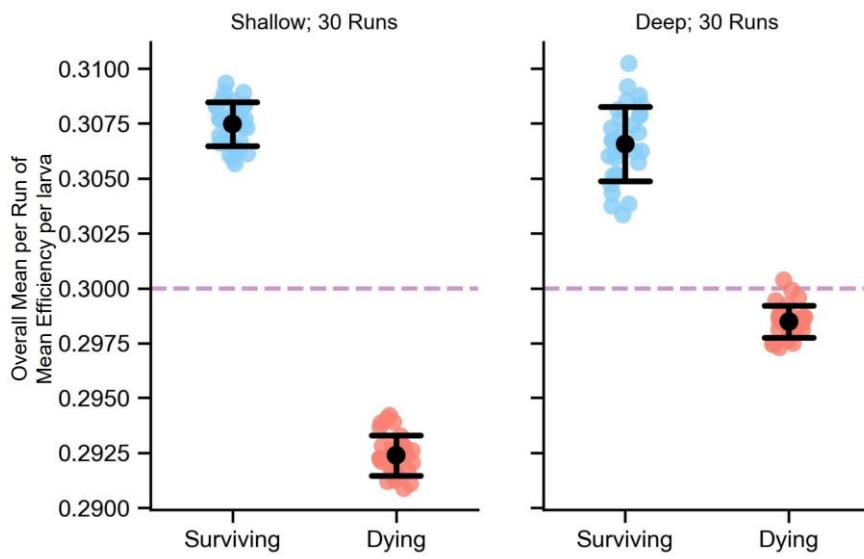 Shallow; 30 Runs
Deep; 30 Runs
Overall Mean per Run of
Mean Efficiency per larva
0.3100
0.3075
0.3050
0.3025
0.3000
0.2975
0.2950
0.2925
0.2900
Surviving
Dying
Surviving
Dying